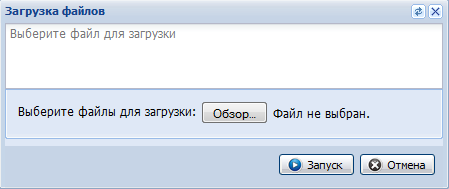 Загрузка файлов
Выберите файл для загрузки
Выберите файлы для загрузки: Обзор... Файл не выбран.
Запуск Отмена